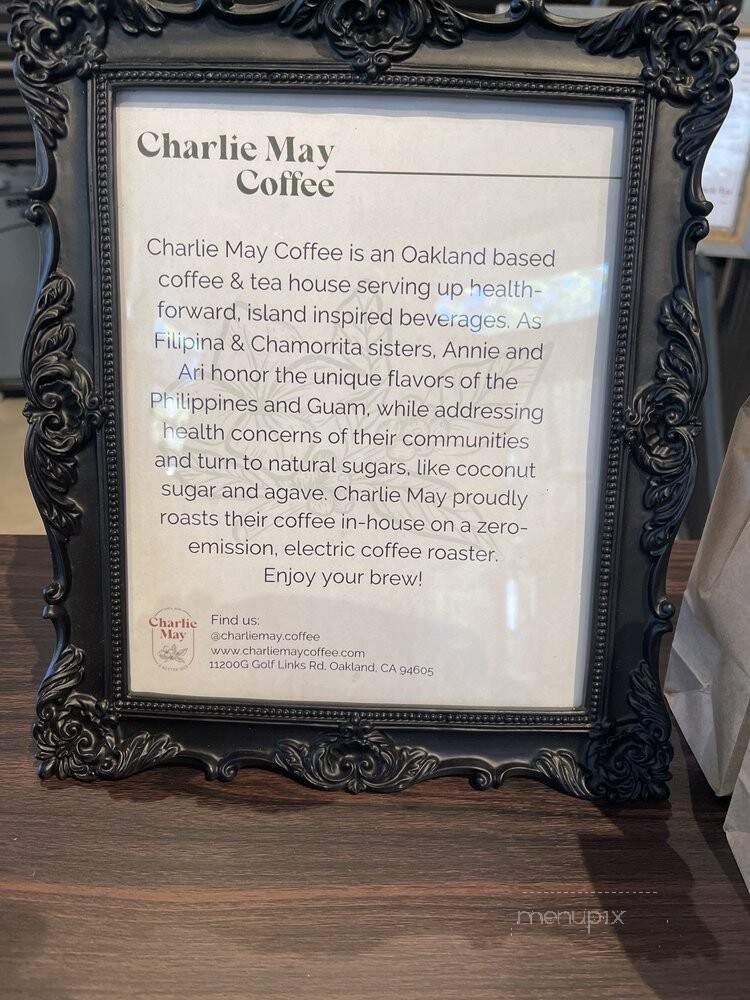 Charlie May
Coffee
Charlie May Coffee is an Oakland based
coffee & tea house serving up health-
forward, island inspired beverages. As
Filipina & Chamorrita sisters, Annie and
Ari honor the unique flavors of the
Philippines and Guam, while addressing
health concerns of their communities
and turn to natural sugars, like coconut
sugar and agave. Charlie May proudly
roasts their coffee in-house on a zero-
emission, electric coffee roaster.
Enjoy your brew!
Charlie
May
Find us:
@charliemay.coffee
www.charliemaycoffee.com
11200G Golf Links Rd, Oakland, CA 94605
menupix